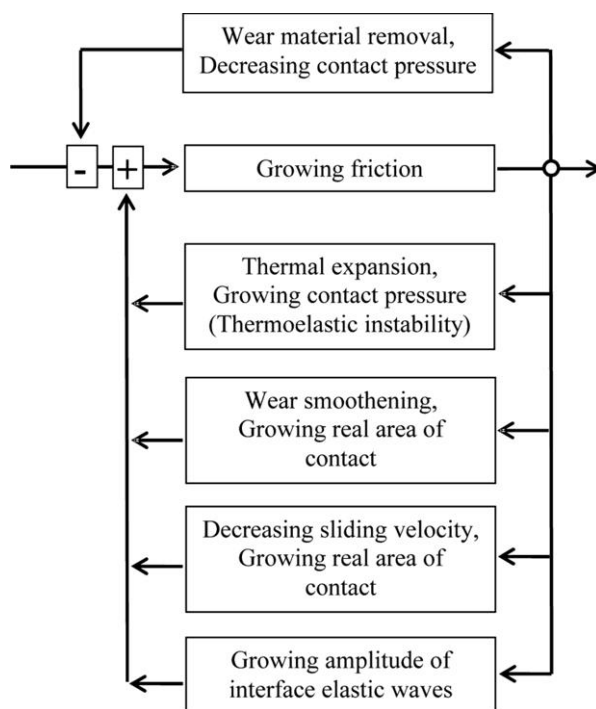 Wear material removal,
Decreasing contact pressure
-
+
Growing friction
Thermal expansion,
Growing contact pressure
(Thermoelastic instability)
Wear smoothening,
Growing real area of
contact
Decreasing sliding velocity,
Growing real area of
contact
Growing amplitude of
interface elastic waves